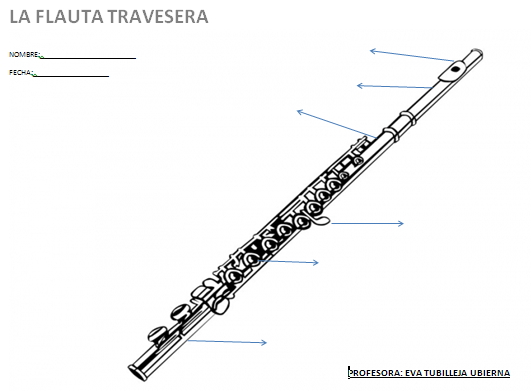 LA FLAUTA TRAVESERA
NOMBRE:
FECHA:
PROFESORA: EVA TUBILLEJA UBIERNA